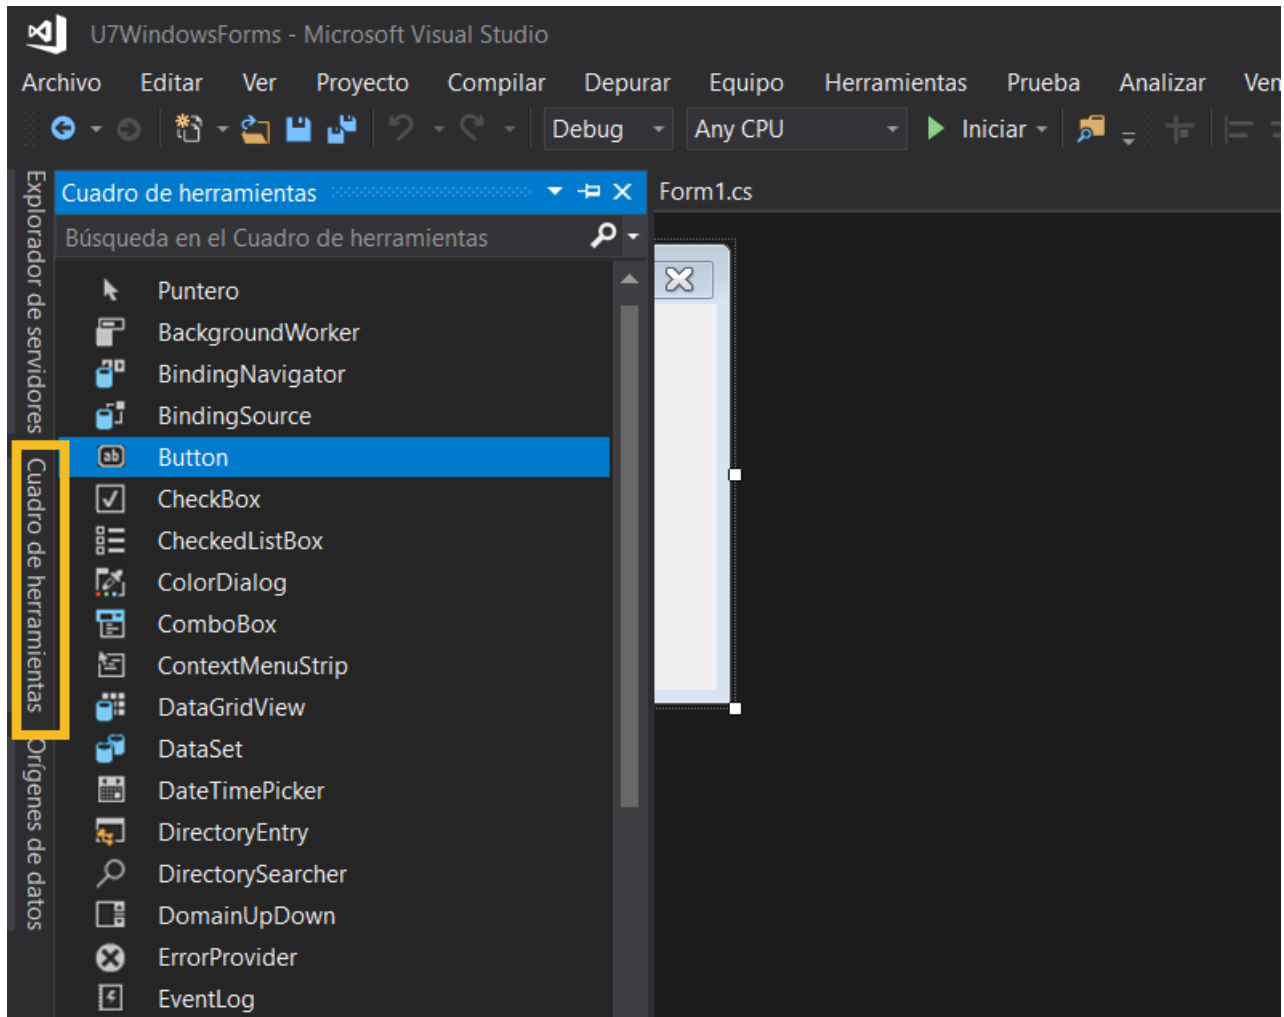 U7WindowsForms - Microsoft Visual Studio
Archivo Editar Ver Proyecto Compilar Depurar Equipo Herramientas Prueba Analizar Ven
Debug Any CPU Iniciar
Explorador de servidores
Cuadro de herramientas
Orígenes de datos
Cuadro de herramientas
Form1.cs
Búsqueda en el Cuadro de herramientas
Puntero
BackgroundWorker
BindingNavigator
BindingSource
Button
CheckBox
CheckedListBox
ColorDialog
ComboBox
ContextMenuStrip
DataGridView
DataSet
DateTimePicker
DirectoryEntry
DirectorySearcher
DomainUpDown
ErrorProvider
EventLog